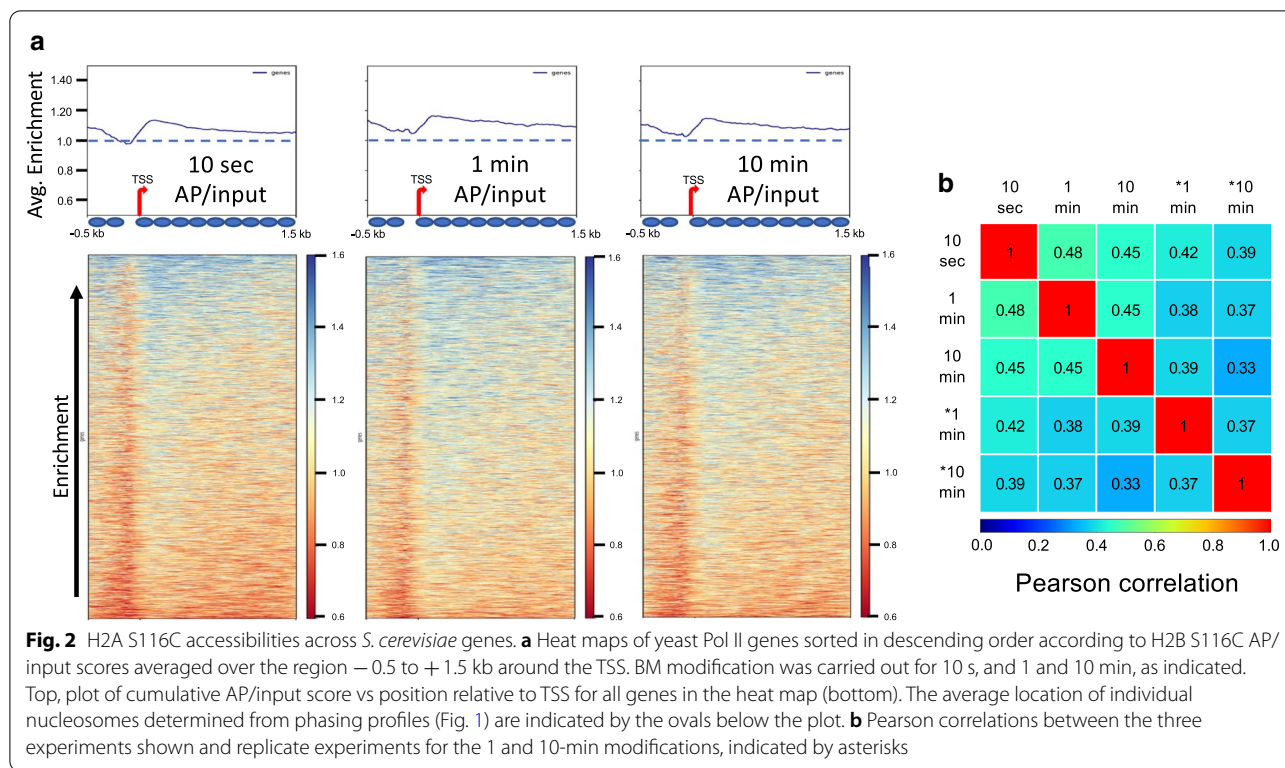 a
Avg. Enrichment
1.40
1.20
1.0
0.8
0.6
genes
10 sec
AP/input
TSS
−0.5 kb
1.5 kb
genes
1 min
AP/input
TSS
−0.5 kb
1.5 kb
genes
10 min
AP/input
TSS
−0.5 kb
1.5 kb
Enrichment
genes
1.6
1.4
1.2
1.0
0.8
0.6
genes
1.6
1.4
1.2
1.0
0.8
0.6
genes
1.6
1.4
1.2
1.0
0.8
0.6
b
10 sec
1 min
10 min
*1 min
*10 min
10 sec
1 0.48 0.45 0.42 0.39
1 min
0.48 1 0.45 0.38 0.37
10 min
0.45 0.45 1 0.39 0.33
*1 min
0.42 0.38 0.39 1 0.37
*10 min
0.39 0.37 0.33 0.37 1
0.0 0.2 0.4 0.6 0.8 1.0
Pearson correlation
Fig. 2 H2A S116C accessibilities across S. cerevisiae genes. a Heat maps of yeast Pol II genes sorted in descending order according to H2B S116C AP/
input scores averaged over the region − 0.5 to + 1.5 kb around the TSS. BM modification was carried out for 10 s, and 1 and 10 min, as indicated.
Top, plot of cumulative AP/input score vs position relative to TSS for all genes in the heat map (bottom). The average location of individual
nucleosomes determined from phasing profiles (Fig. 1) are indicated by the ovals below the plot. b Pearson correlations between the three
experiments shown and replicate experiments for the 1 and 10-min modifications, indicated by asterisks